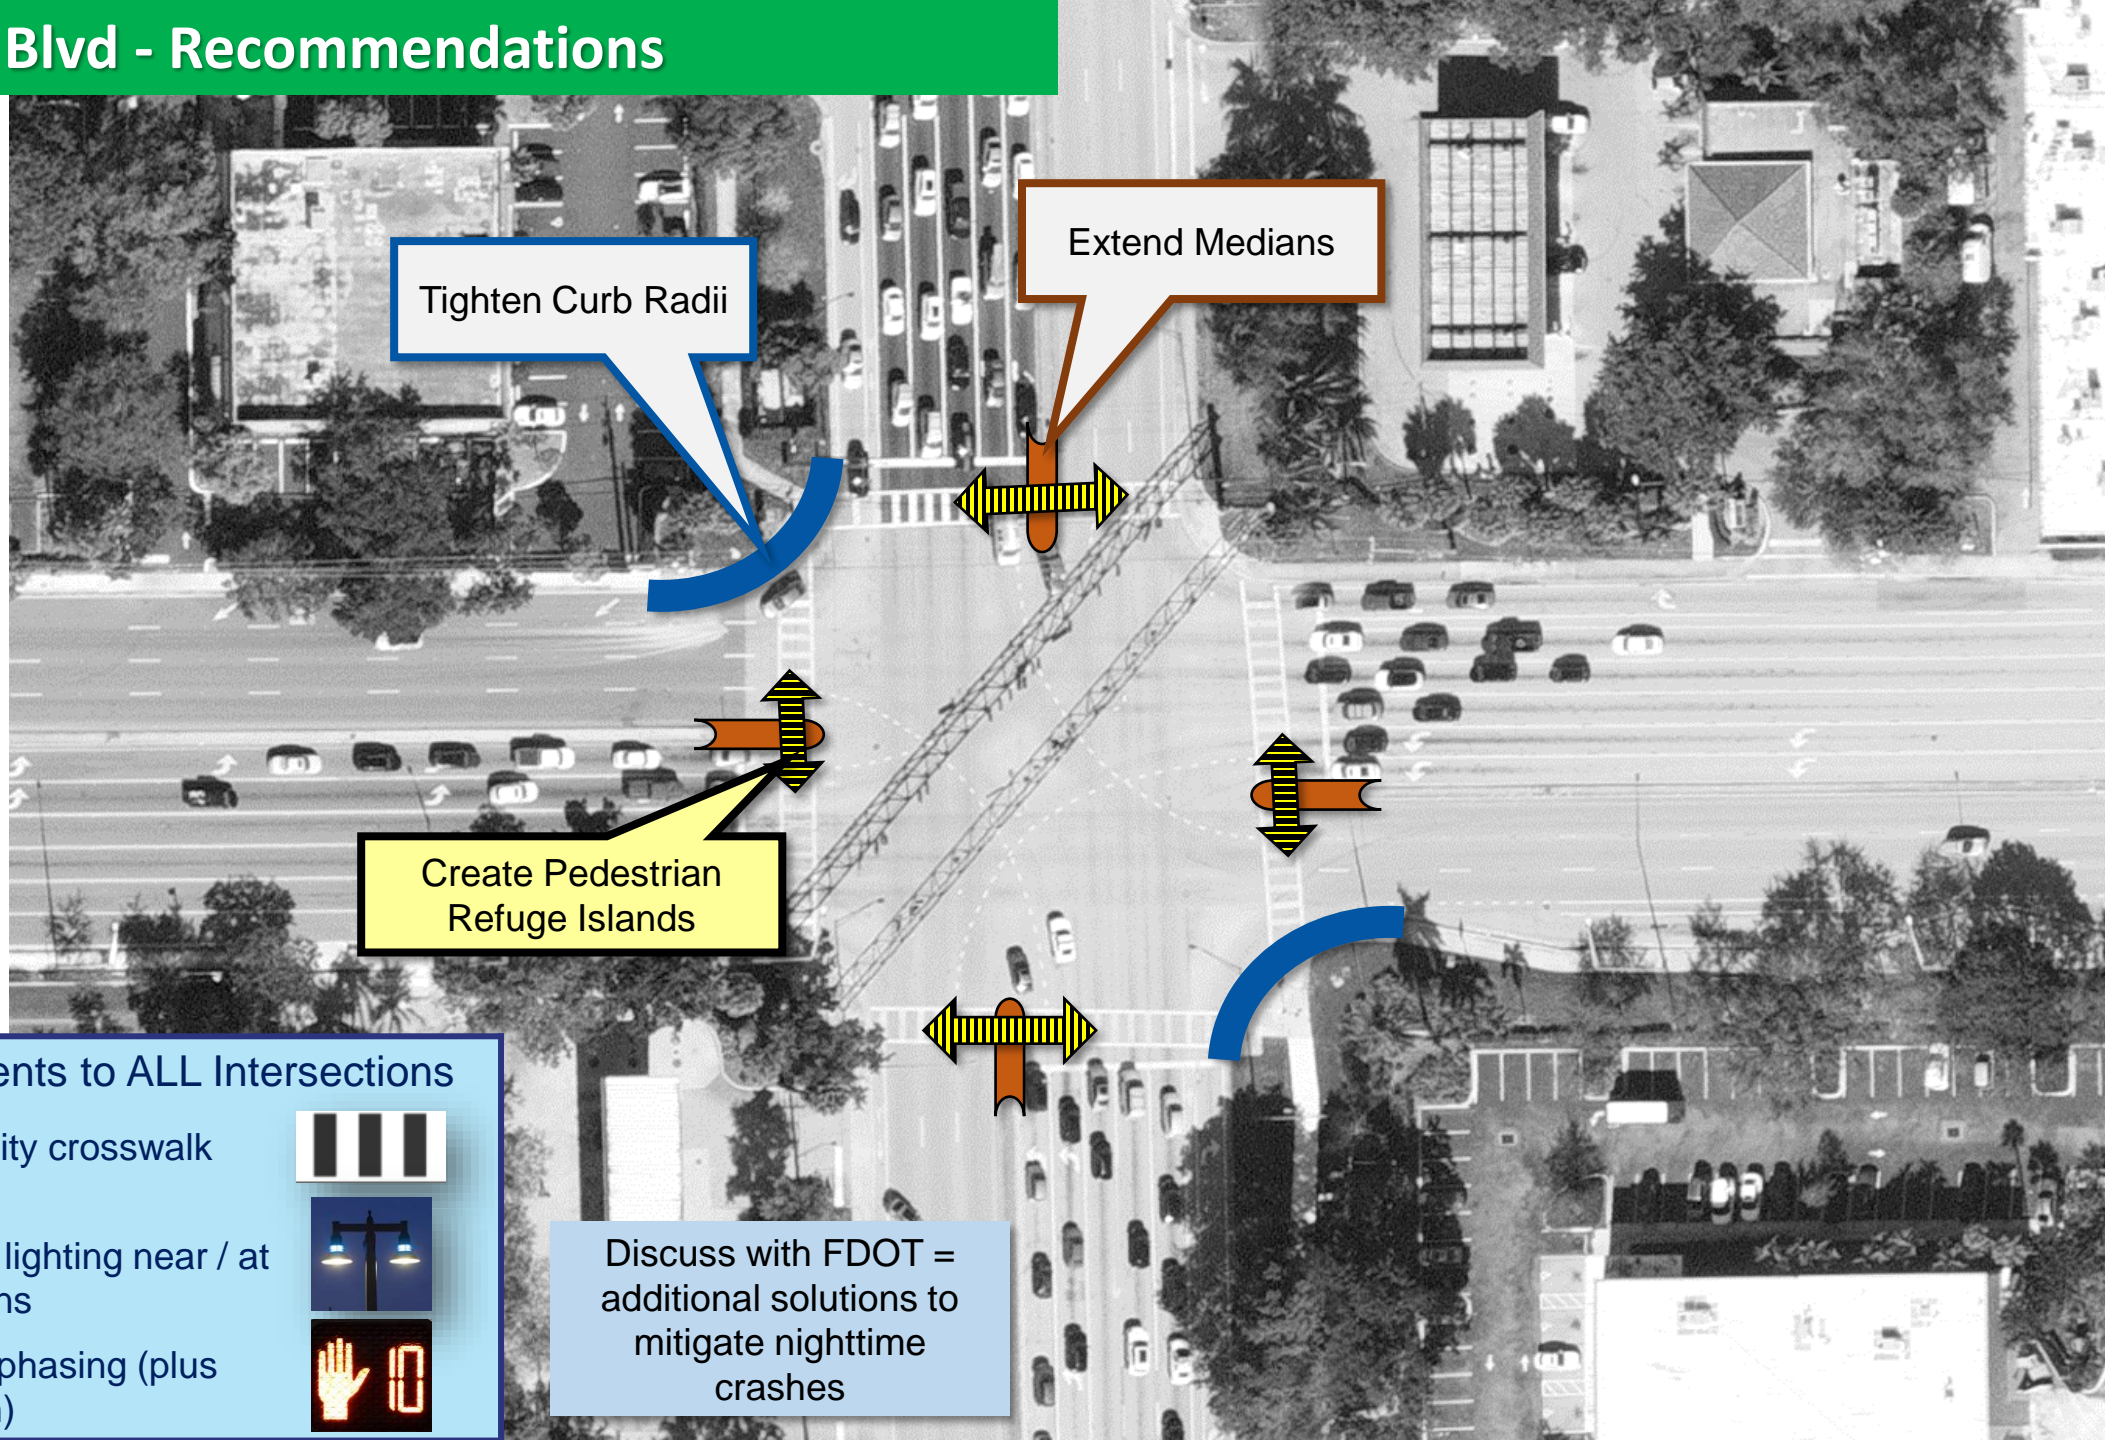 Blvd - Recommendations
Extend Medians
Tighten Curb Radii
Create Pedestrian
Refuge Islands
ents to ALL Intersections
ity crosswalk
lighting near / at
ns
phasing (plus
)
10
Discuss with FDOT =
additional solutions to
mitigate nighttime
crashes